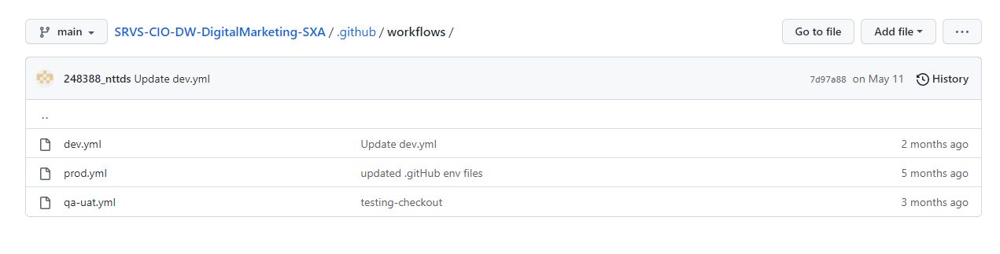 main SRVS-CIO-DW-DigitalMarketing-SXA / .github / workflows / Go to file Add file ...
248388_nttds Update dev.yml 7d97a88 on May 11 History
..
dev.yml Update dev.yml 2 months ago
prod.yml updated .gitHub env files 5 months ago
qa-uat.yml testing-checkout 3 months ago